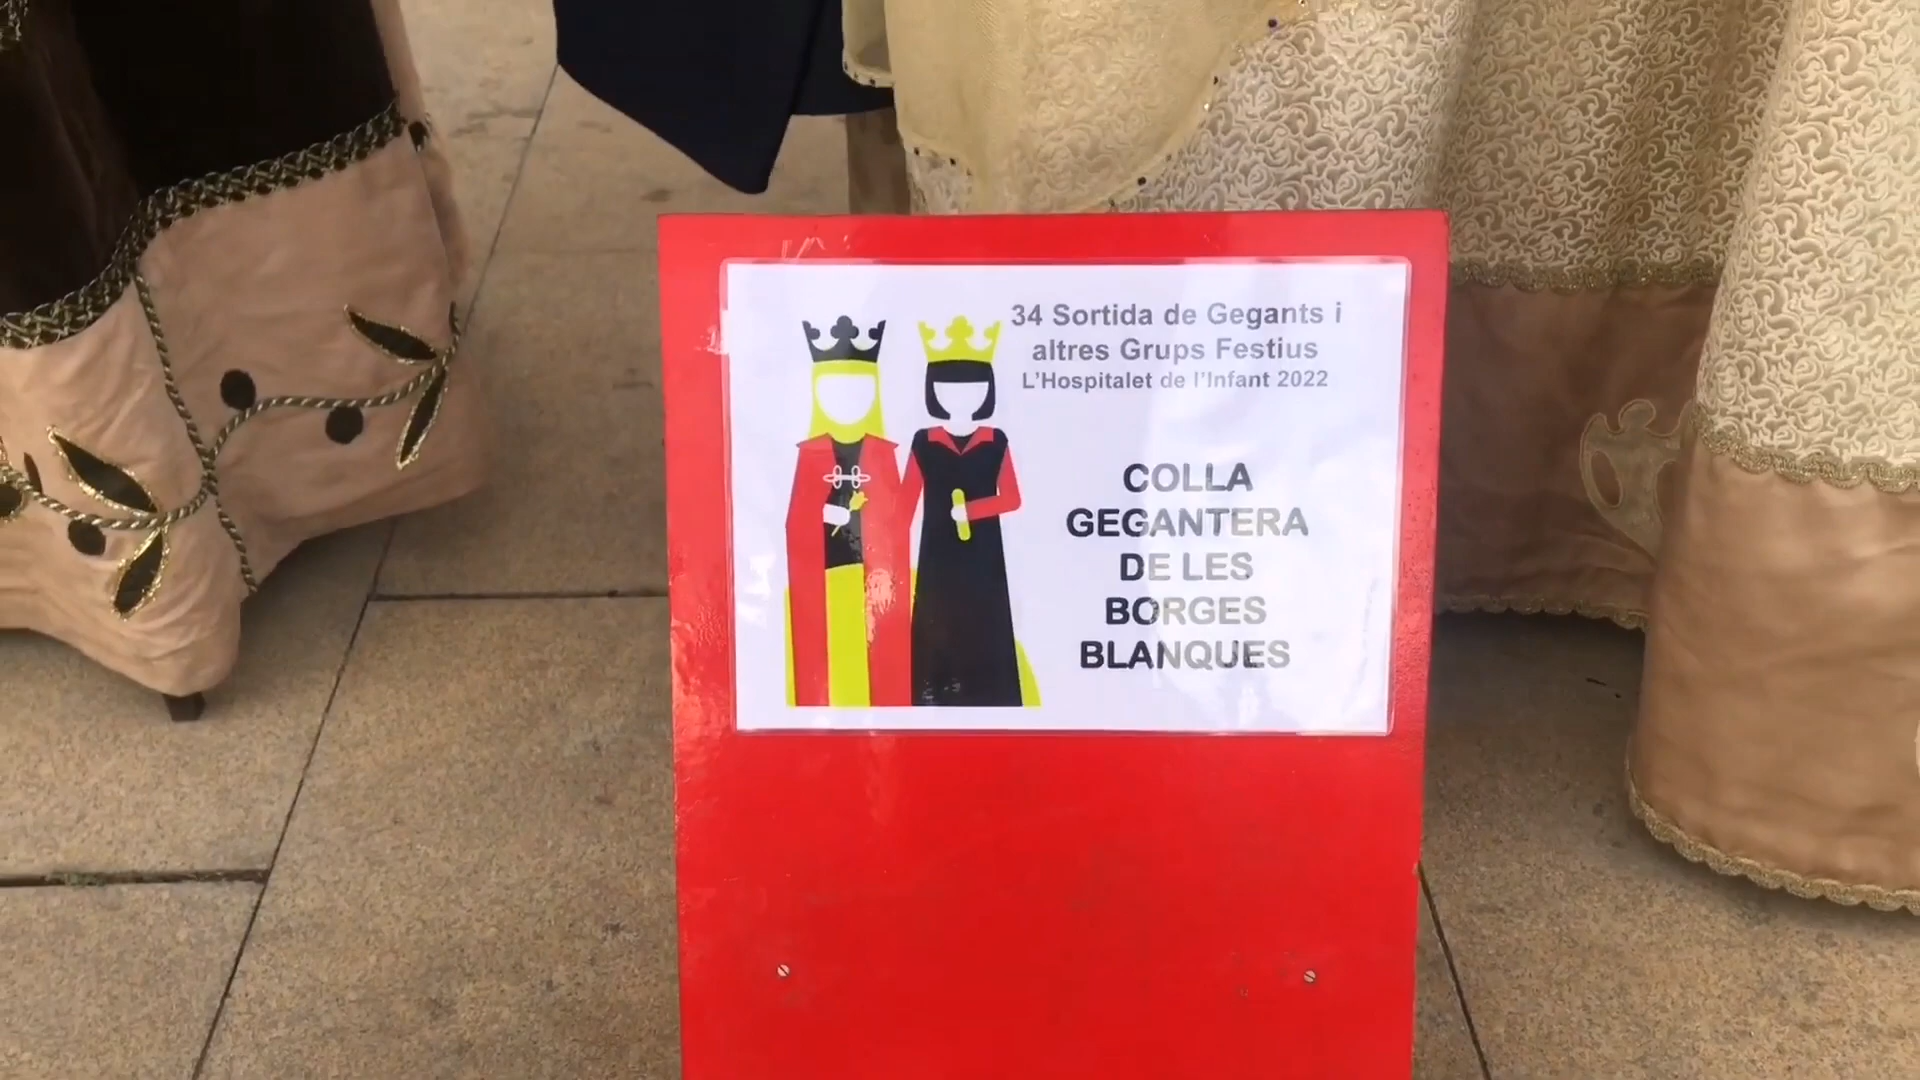 34 Sortida de Gegants i
altres Grups Festius
L'Hospitalet de l'Infant 2022
COLLA
GEGANTERA
DE LES
BORGES
BLANQUES